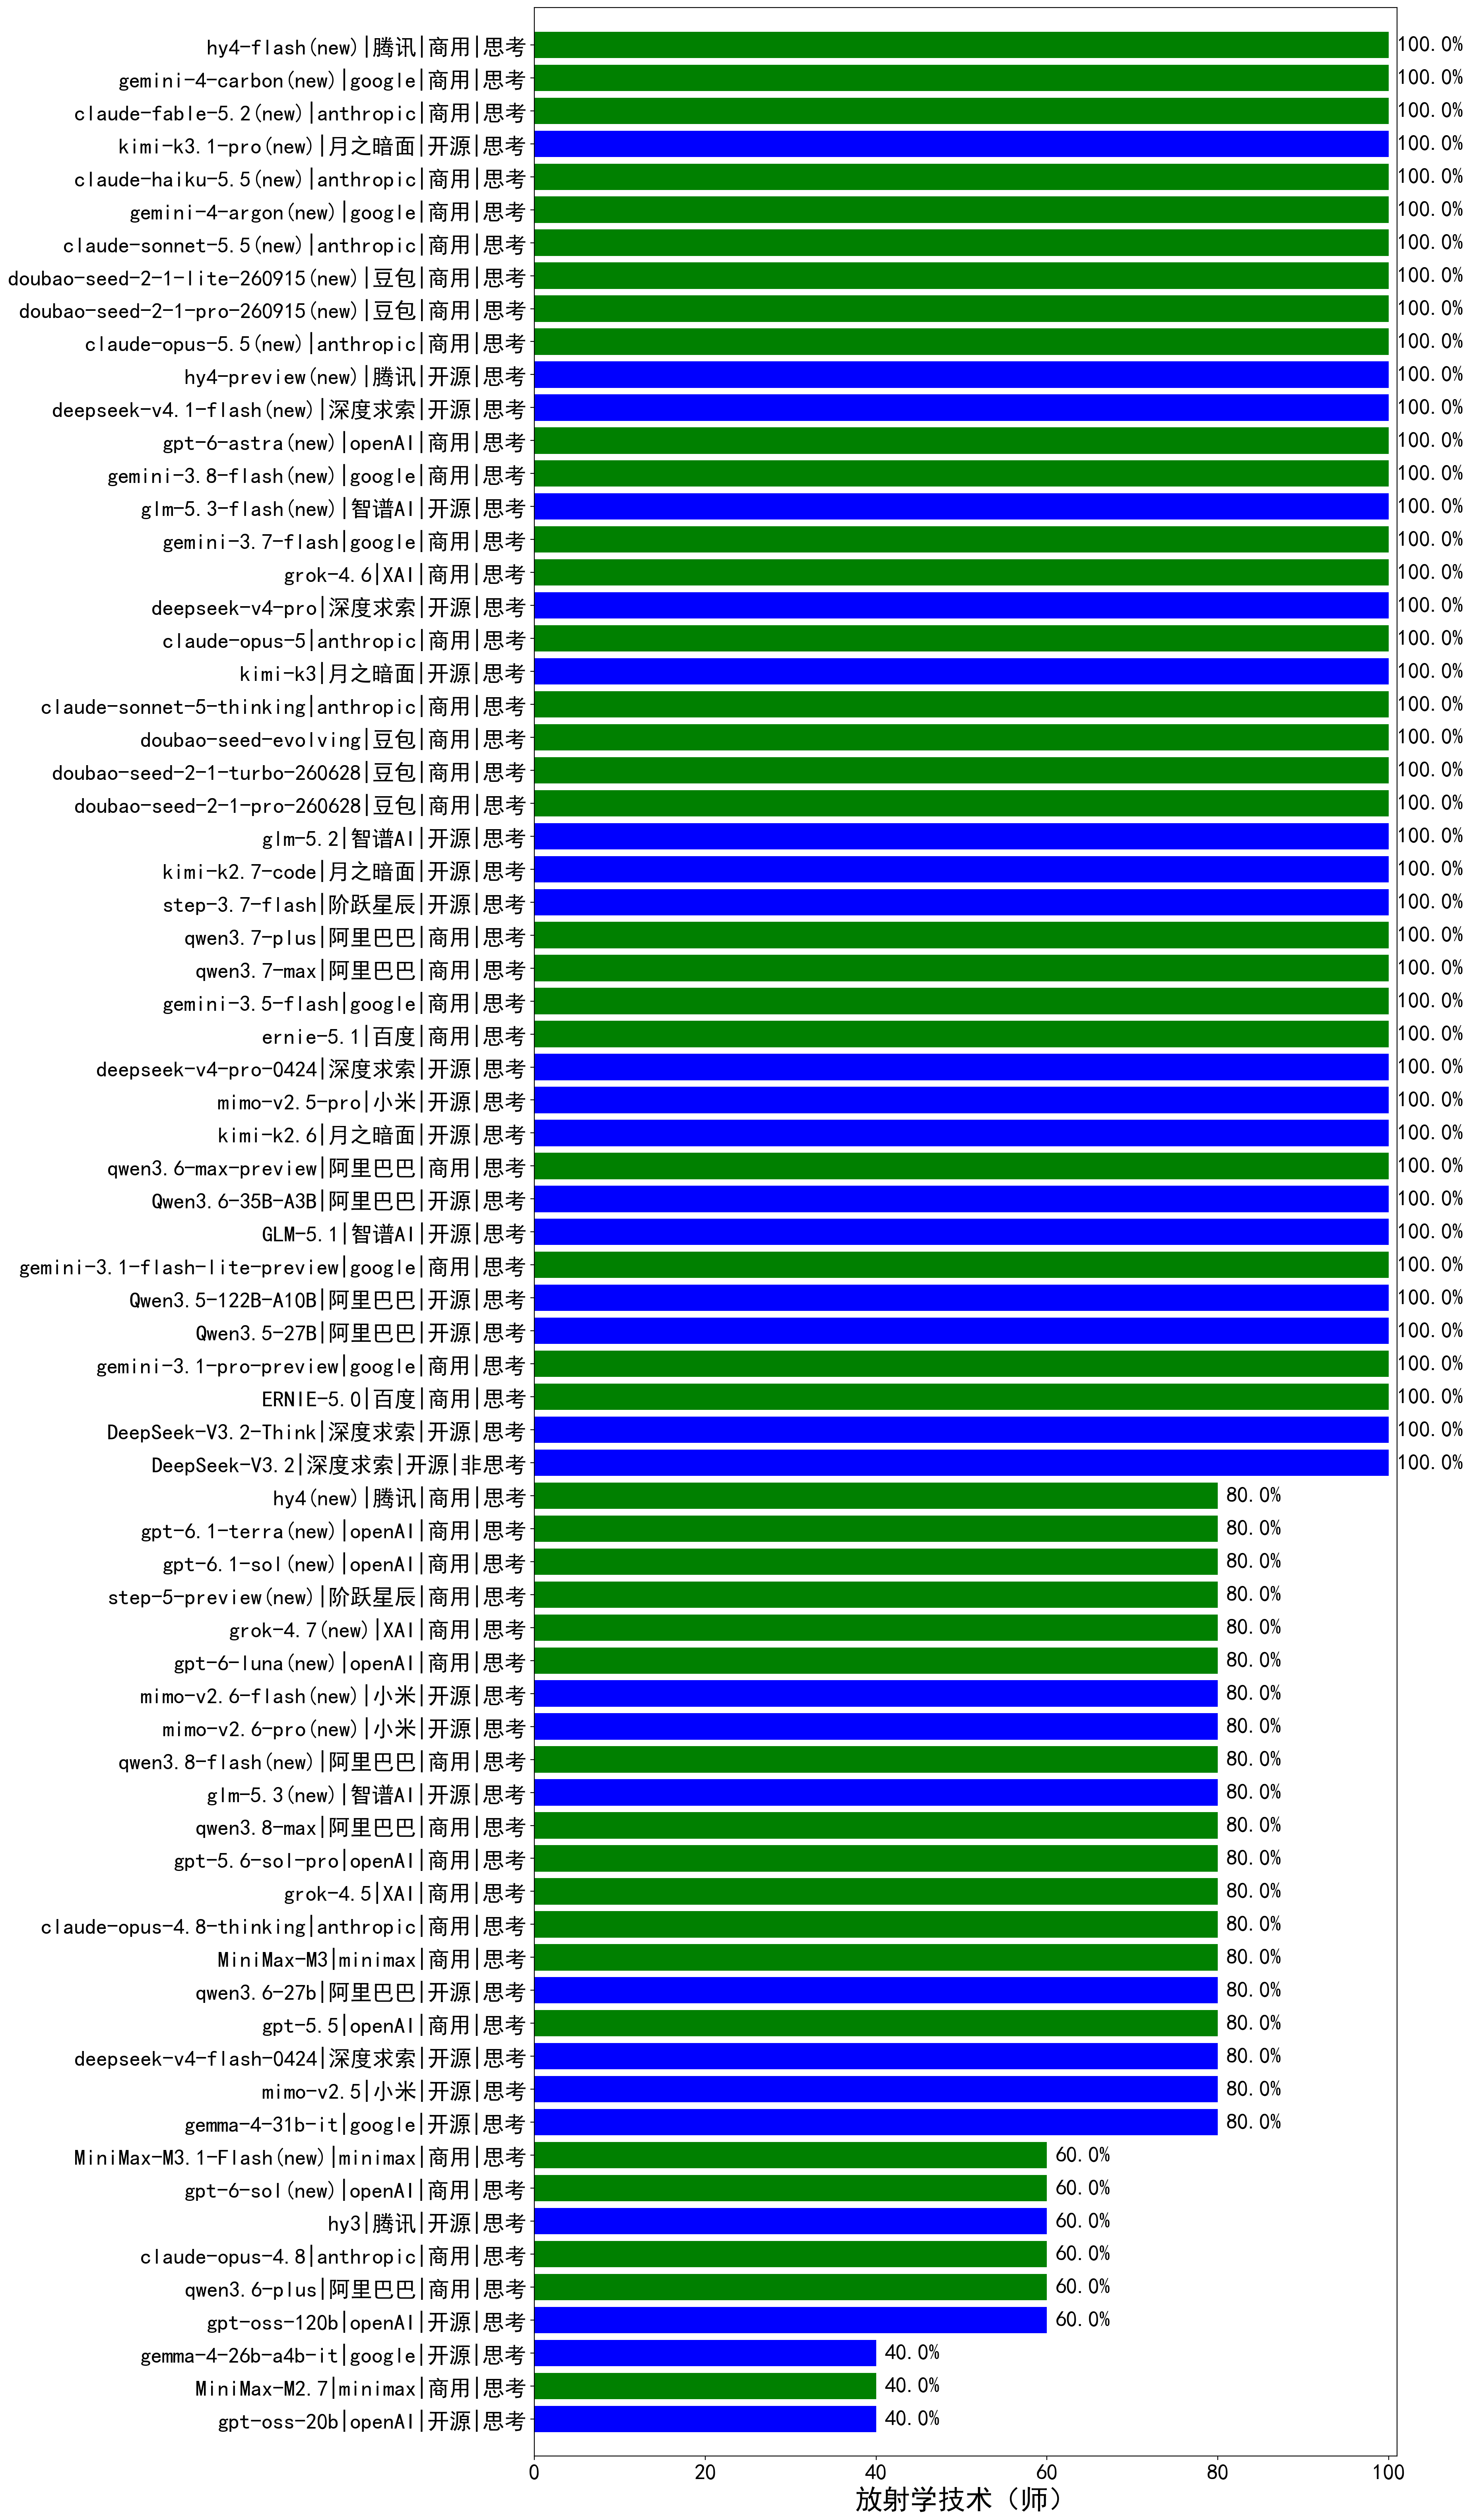 hy4-flash(new)|腾讯|商用|思考 100.0%
gemini-4-carbon(new)|google|商用|思考 100.0%
claude-fable-5.2(new)|anthropic|商用|思考 100.0%
kimi-k3.1-pro(new)|月之暗面|开源|思考 100.0%
claude-haiku-5.5(new)|anthropic|商用|思考 100.0%
gemini-4-argon(new)|google|商用|思考 100.0%
claude-sonnet-5.5(new)|anthropic|商用|思考 100.0%
doubao-seed-2-1-lite-260915(new)|豆包|商用|思考 100.0%
doubao-seed-2-1-pro-260915(new)|豆包|商用|思考 100.0%
claude-opus-5.5(new)|anthropic|商用|思考 100.0%
hy4-preview(new)|腾讯|开源|思考 100.0%
deepseek-v4.1-flash(new)|深度求索|开源|思考 100.0%
gpt-6-astra(new)|openAI|商用|思考 100.0%
gemini-3.8-flash(new)|google|商用|思考 100.0%
glm-5.3-flash(new)|智谱AI|开源|思考 100.0%
gemini-3.7-flash|google|商用|思考 100.0%
grok-4.6|XAI|商用|思考 100.0%
deepseek-v4-pro|深度求索|开源|思考 100.0%
claude-opus-5|anthropic|商用|思考 100.0%
kimi-k3|月之暗面|开源|思考 100.0%
claude-sonnet-5-thinking|anthropic|商用|思考 100.0%
doubao-seed-evolving|豆包|商用|思考 100.0%
doubao-seed-2-1-turbo-260628|豆包|商用|思考 100.0%
doubao-seed-2-1-pro-260628|豆包|商用|思考 100.0%
glm-5.2|智谱AI|开源|思考 100.0%
kimi-k2.7-code|月之暗面|开源|思考 100.0%
step-3.7-flash|阶跃星辰|开源|思考 100.0%
qwen3.7-plus|阿里巴巴|商用|思考 100.0%
qwen3.7-max|阿里巴巴|商用|思考 100.0%
gemini-3.5-flash|google|商用|思考 100.0%
ernie-5.1|百度|商用|思考 100.0%
deepseek-v4-pro-0424|深度求索|开源|思考 100.0%
mimo-v2.5-pro|小米|开源|思考 100.0%
kimi-k2.6|月之暗面|开源|思考 100.0%
qwen3.6-max-preview|阿里巴巴|商用|思考 100.0%
Qwen3.6-35B-A3B|阿里巴巴|开源|思考 100.0%
GLM-5.1|智谱AI|开源|思考 100.0%
gemini-3.1-flash-lite-preview|google|商用|思考 100.0%
Qwen3.5-122B-A10B|阿里巴巴|开源|思考 100.0%
Qwen3.5-27B|阿里巴巴|开源|思考 100.0%
gemini-3.1-pro-preview|google|商用|思考 100.0%
ERNIE-5.0|百度|商用|思考 100.0%
DeepSeek-V3.2-Think|深度求索|开源|思考 100.0%
DeepSeek-V3.2|深度求索|开源|非思考 100.0%
hy4(new)|腾讯|商用|思考 80.0%
gpt-6.1-terra(new)|openAI|商用|思考 80.0%
gpt-6.1-sol(new)|openAI|商用|思考 80.0%
step-5-preview(new)|阶跃星辰|商用|思考 80.0%
grok-4.7(new)|XAI|商用|思考 80.0%
gpt-6-luna(new)|openAI|商用|思考 80.0%
mimo-v2.6-flash(new)|小米|开源|思考 80.0%
mimo-v2.6-pro(new)|小米|开源|思考 80.0%
qwen3.8-flash(new)|阿里巴巴|商用|思考 80.0%
glm-5.3(new)|智谱AI|开源|思考 80.0%
qwen3.8-max|阿里巴巴|商用|思考 80.0%
gpt-5.6-sol-pro|openAI|商用|思考 80.0%
grok-4.5|XAI|商用|思考 80.0%
claude-opus-4.8-thinking|anthropic|商用|思考 80.0%
MiniMax-M3|minimax|商用|思考 80.0%
qwen3.6-27b|阿里巴巴|开源|思考 80.0%
gpt-5.5|openAI|商用|思考 80.0%
deepseek-v4-flash-0424|深度求索|开源|思考 80.0%
mimo-v2.5|小米|开源|思考 80.0%
gemma-4-31b-it|google|开源|思考 80.0%
MiniMax-M3.1-Flash(new)|minimax|商用|思考 60.0%
gpt-6-sol(new)|openAI|商用|思考 60.0%
hy3|腾讯|开源|思考 60.0%
claude-opus-4.8|anthropic|商用|思考 60.0%
qwen3.6-plus|阿里巴巴|商用|思考 60.0%
gpt-oss-120b|openAI|开源|思考 60.0%
gemma-4-26b-a4b-it|google|开源|思考 40.0%
MiniMax-M2.7|minimax|商用|思考 40.0%
gpt-oss-20b|openAI|开源|思考 40.0%
0 20 40 60 80 100
放射学技术（师）